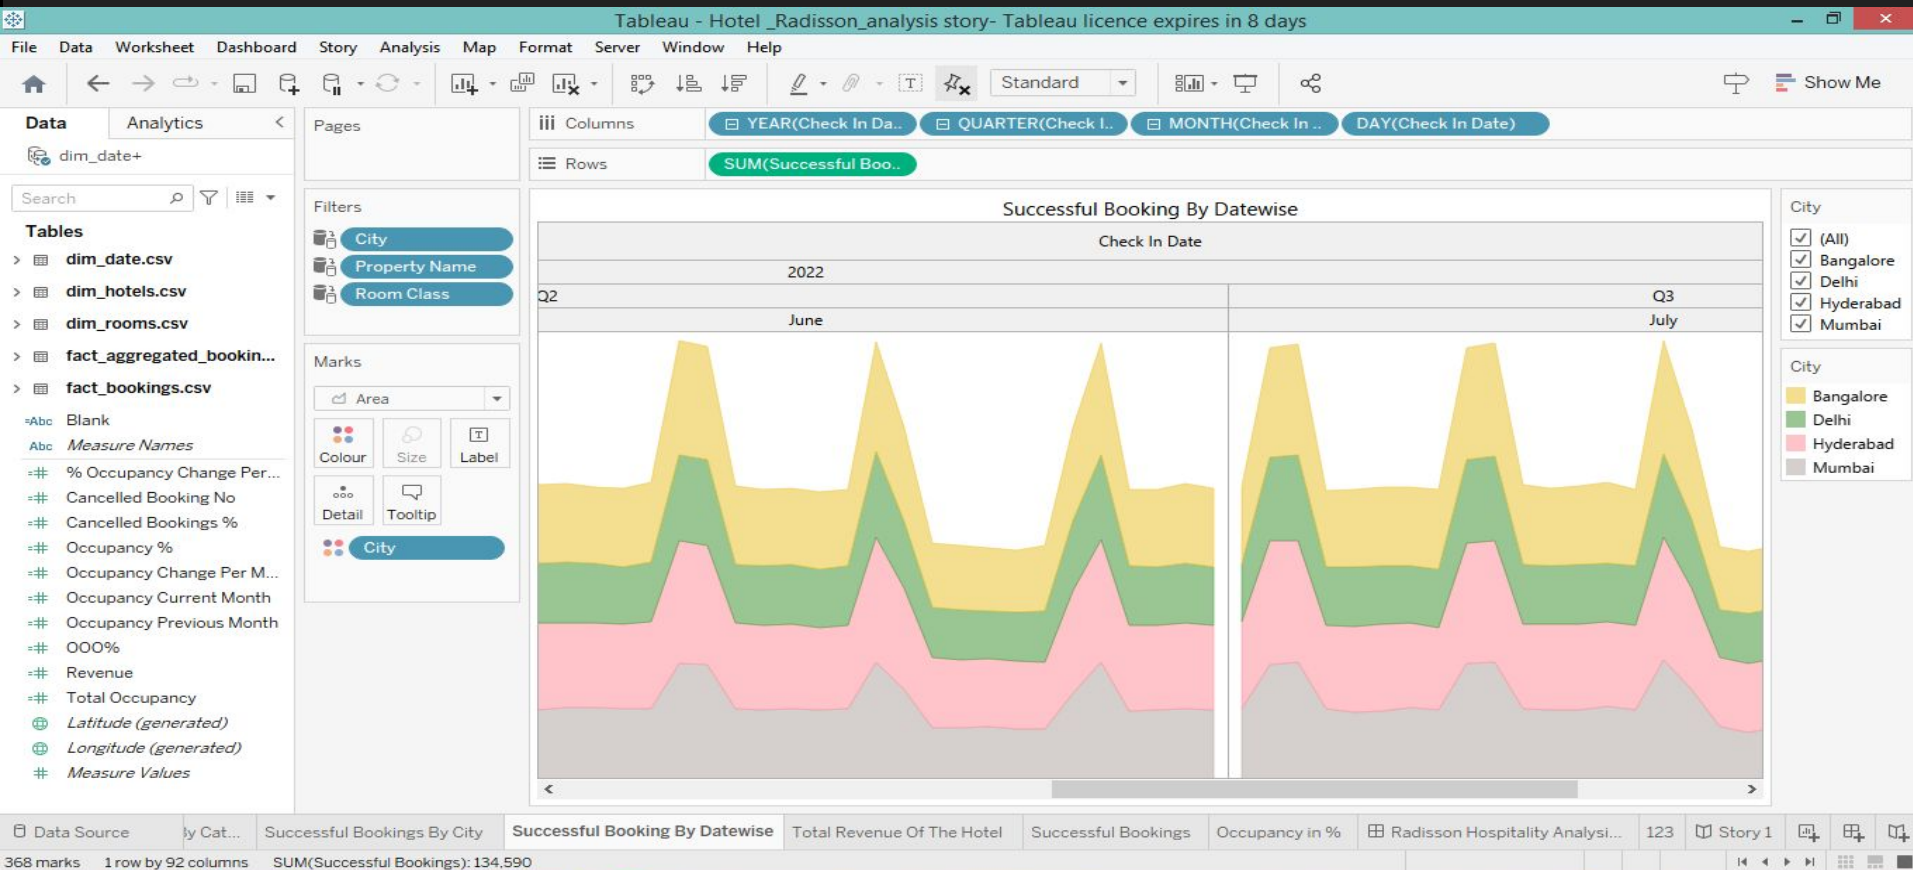 Tableau - Hotel _Radisson_analysis story- Tableau licence expires in 8 days
File Data Worksheet Dashboard Story Analysis Map Format Server Window Help
Standard
Show Me
Data Analytics
dim_date+
Search
Tables
dim_date.csv
dim_hotels.csv
dim_rooms.csv
fact_aggregated_bookin...
fact_bookings.csv
=Abc Blank
Abc Measure Names
=# % Occupancy Change Per...
=# Cancelled Booking No
=# Cancelled Bookings %
=# Occupancy %
=# Occupancy Change Per M...
=# Occupancy Current Month
=# Occupancy Previous Month
=# OOO%
=# Revenue
=# Total Occupancy
Latitude (generated)
Longitude (generated)
# Measure Values
Pages
Filters
City
Property Name
Room Class
Marks
Area
Colour Size Label
Detail Tooltip
City
Columns YEAR(Check In Da.. QUARTER(Check I.. MONTH(Check In .. DAY(Check In Date)
Rows SUM(Successful Boo..
Successful Booking By Datewise
Check In Date
2022
Q2 Q3
June July
City
(All)
Bangalore
Delhi
Hyderabad
Mumbai
City
Bangalore
Delhi
Hyderabad
Mumbai
Data Source ly Cat... Successful Bookings By City Successful Booking By Datewise Total Revenue Of The Hotel Successful Bookings Occupancy in % Radisson Hospitality Analysi... 123 Story 1
368 marks 1 row by 92 columns SUM(Successful Bookings): 134,590